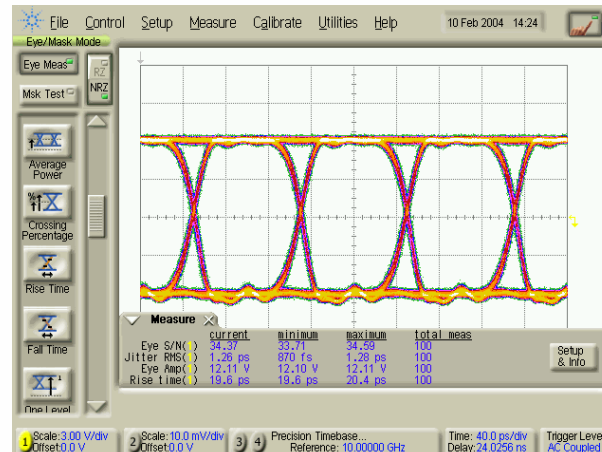 File Control Setup Measure Calibrate Utilities Help 10 Feb 2004 14:24
Eye/Mask Mode
Eye Meas
RZ
NRZ
Msk Test
Average
Power
Crossing
Percentage
Rise Time
Fall Time
One Level
Measure
current minimum maximum total meas
Eye S/N(1) 34.37 33.71 34.59 100
Jitter RMS(1) 1.26 ps 870 fs 1.28 ps 100
Eye Amp(1) 12.11 V 12.10 V 12.11 V 100
Rise time(1) 19.6 ps 19.6 ps 20.4 ps 100
Setup
& Info
1 Scale:3.00 V/div
Offset:0.0 V
2 Scale:10.0 mV/div
Offset:0.0 V
3 4
Precision Timebase...
Reference: 10.00000 GHz
Time: 40.0 ps/div
Delay:24.0256 ns
Trigger Leve
AC Coupled